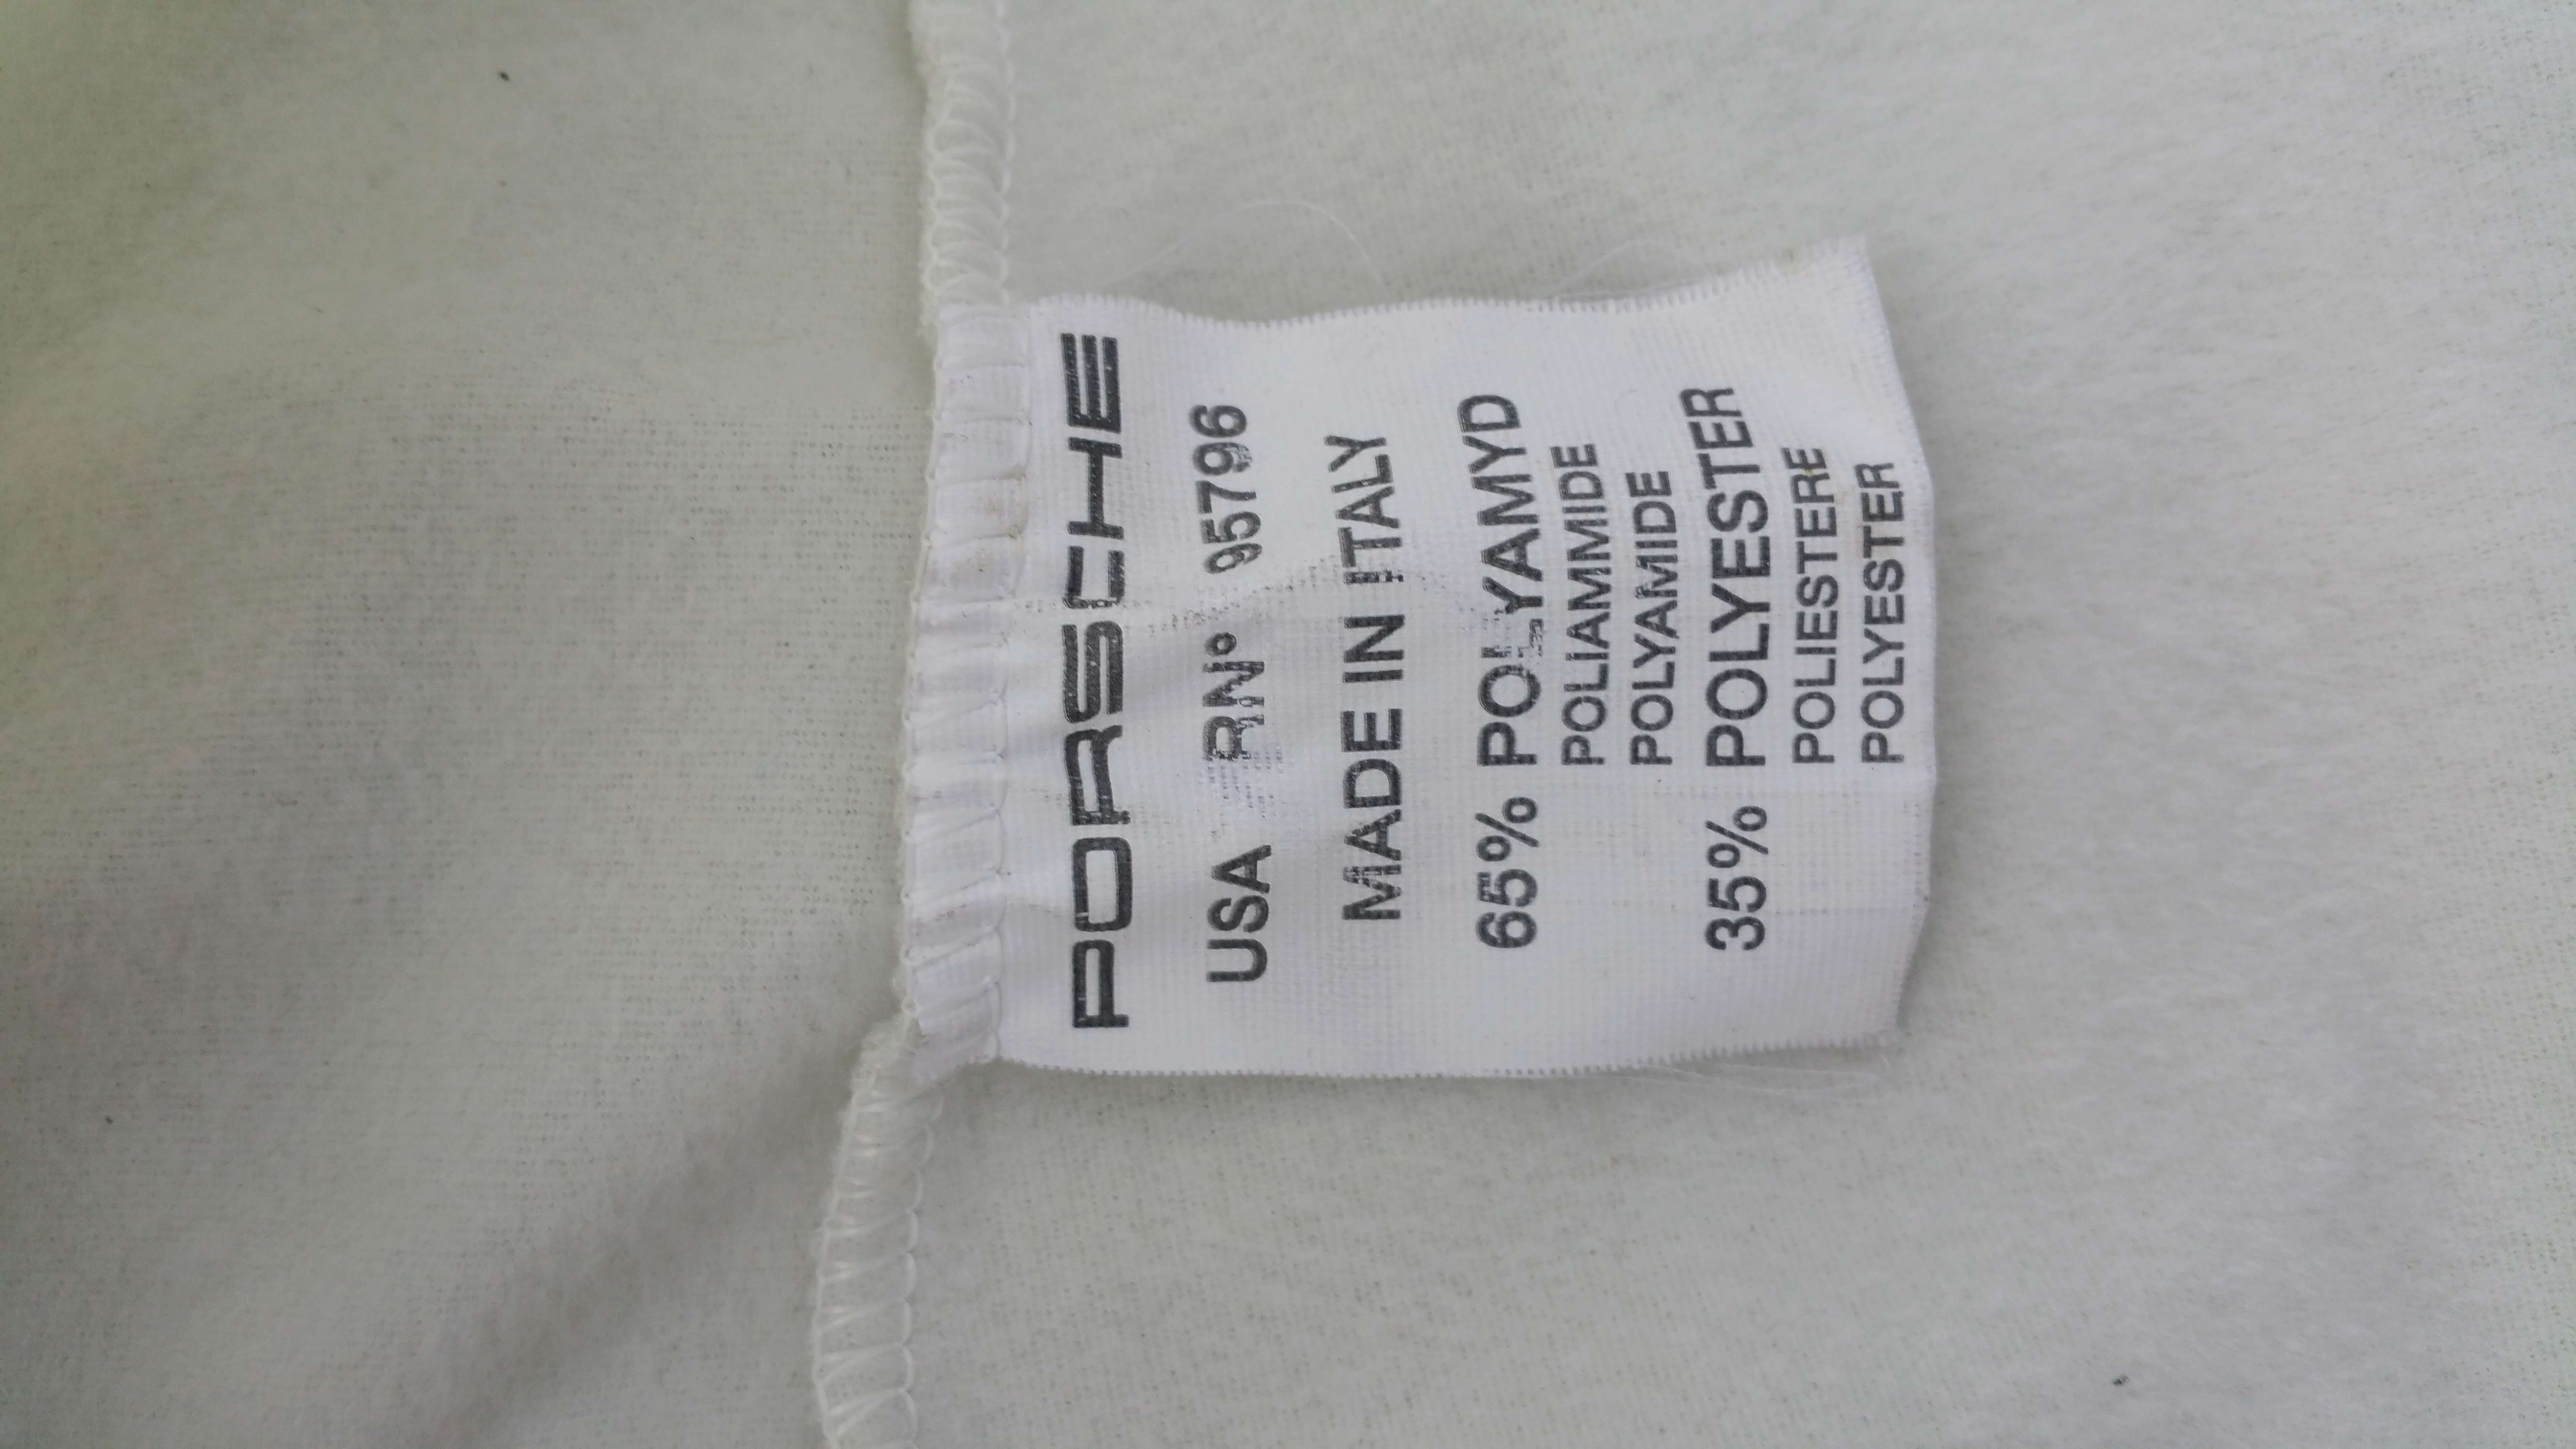 PORSCHE
USA RN° 95796
MADE IN ITALY
65% POLYAMYD
POLIAMMIDE
POLYAMIDE
35% POLYESTER
POLIESTERE
POLYESTER